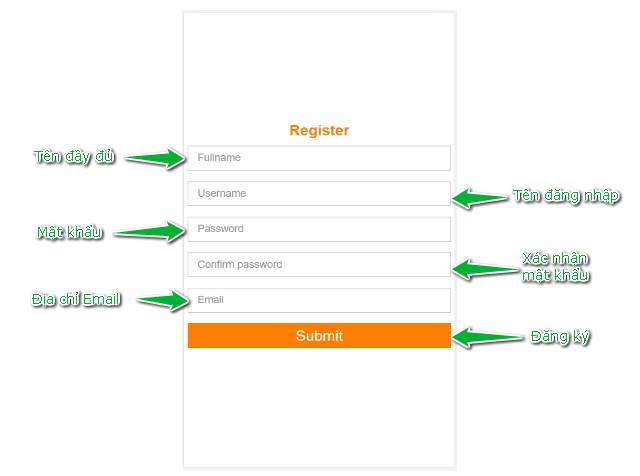 Register
Tên đầy đủ
Fullname
Username
Tên đăng nhập
Mật khẩu
Password
Confirm password
Xác nhận
mật khẩu
Địa chỉ Email
Email
Submit
Đăng ký